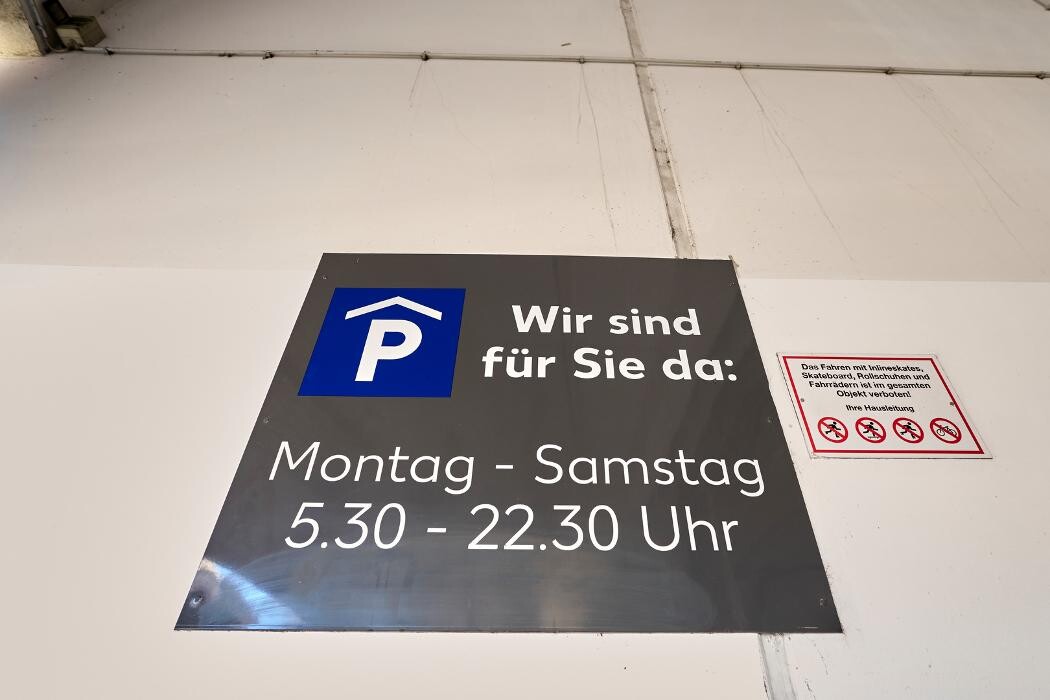 P
Wir sind
für Sie da:
Montag - Samstag
5.30 - 22.30 Uhr
Das Fahren mit Inlineskates,
Skateboard, Rollschuhen und
Fahrrädern ist im gesamten
Objekt verboten!
Ihre Hausleitung